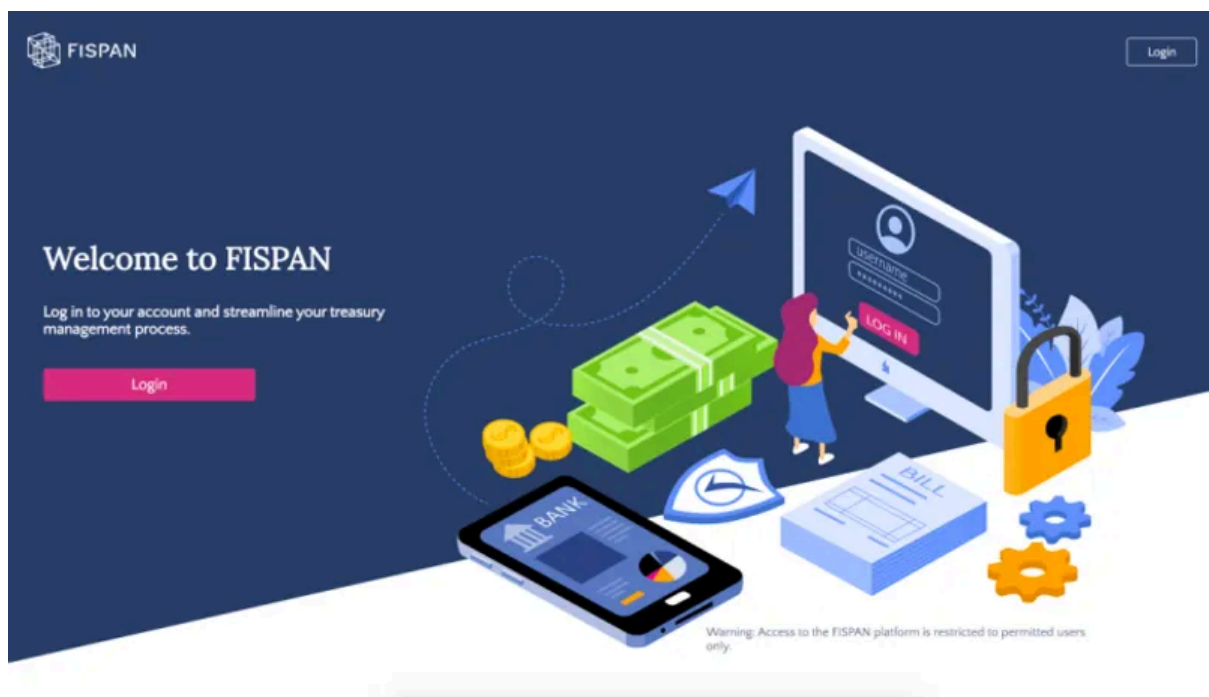 FISPAN
Login
Welcome to FISPAN
Log in to your account and streamline your treasury
management process.
Login
username
*********
LOG IN
BANK
BILL
Warning: Access to the FISPAN platform is restricted to permitted users
only.